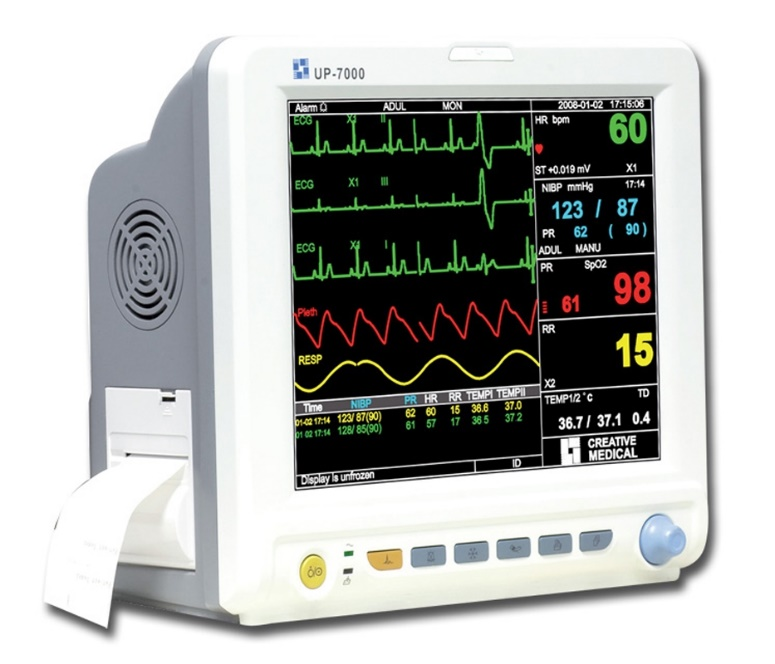 UP-7000
Alarm ADUL MON 2008-01-02 17:15:06
ECG X1 II
HR bpm 60
ST +0.019 mV X1
ECG X1 III
NIBP mmHg 17:14
123 / 87
PR 62 ( 90 )
ADUL MANU
ECG X1 I
PR SpO2
61 98
Pleth
RR
15
X2
RESP
TEMP1/2 °c TD
36.7 / 37.1 0.4
Time NIBP PR HR RR TEMPI TEMPII
01-02 17:14 123/ 87(90) 62 60 15 36.6 37.0
01 02 17:14 128/ 85(90) 61 57 17 36 5 37.2
CREATIVE
MEDICAL
Display is unfrozen ID